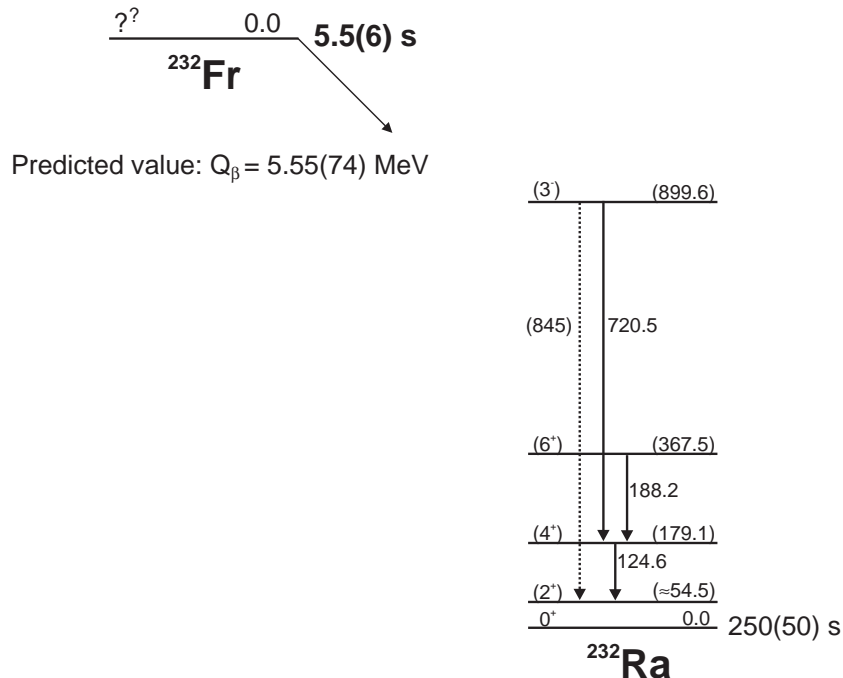 ?? 0.0 5.5(6) s
232Fr
Predicted value: Qβ = 5.55(74) MeV
(3-) (899.6)
(845) 720.5
(6+) (367.5)
188.2
(4+) (179.1)
124.6
(2+) (≈54.5)
0+ 0.0 250(50) s
232Ra